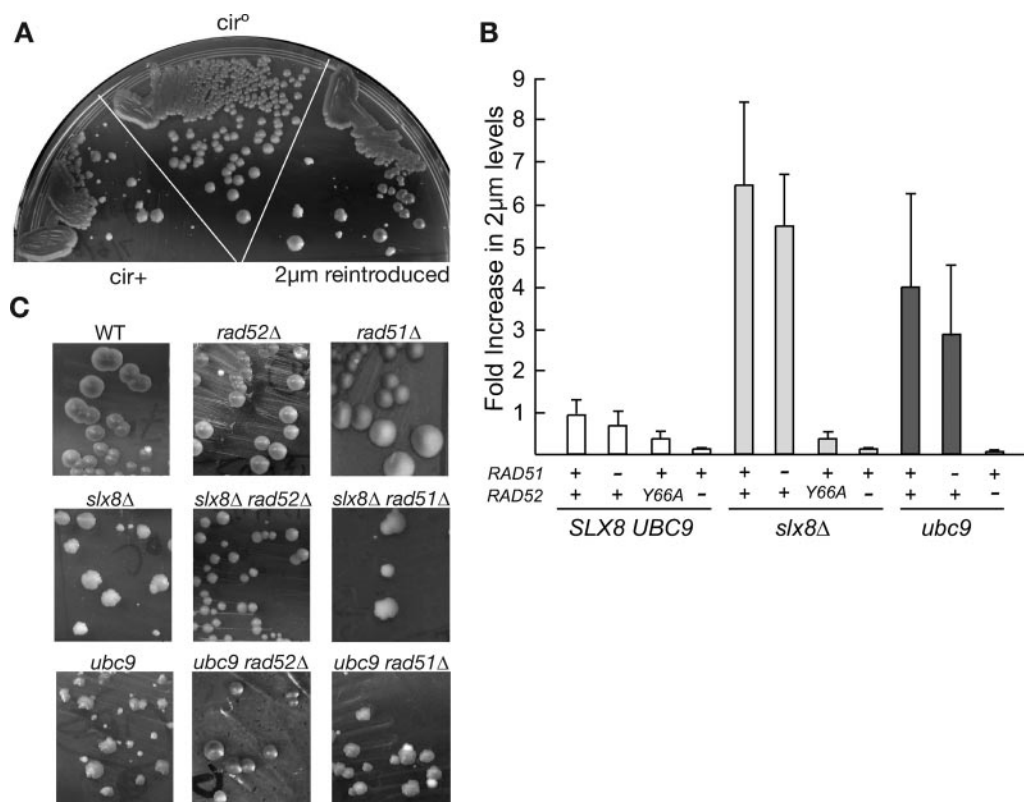 A
cir⁰
cir+
2µm reintroduced
B
Fold Increase in 2µm levels
9
8
7
6
5
4
3
2
1
RAD51 + - + + + - + + + - +
RAD52 + + Y66A - + + Y66A - + + -
SLX8 UBC9 slx8Δ ubc9
C
WT rad52Δ rad51Δ
slx8Δ slx8Δ rad52Δ slx8Δ rad51Δ
ubc9 ubc9 rad52Δ ubc9 rad51Δ